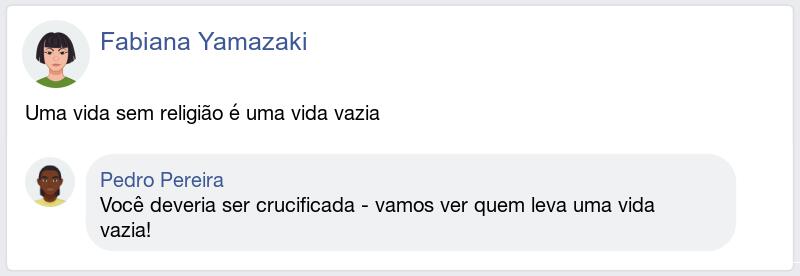 Fabiana Yamazaki
Uma vida sem religião é uma vida vazia
Pedro Pereira
Você deveria ser crucificada - vamos ver quem leva uma vida
vazia!